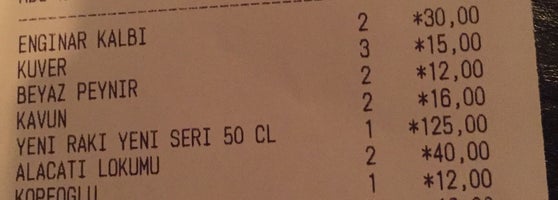 ENGINAR KALBI 2 *30,00
KUVER 3 *15,00
BEYAZ PEYNIR 2 *12,00
KAVUN 2 *16,00
YENI RAKI YENI SERI 50 CL 1 *125,00
ALACATI LOKUMU 2 *40,00
KOPEOGLU 1 *12,00